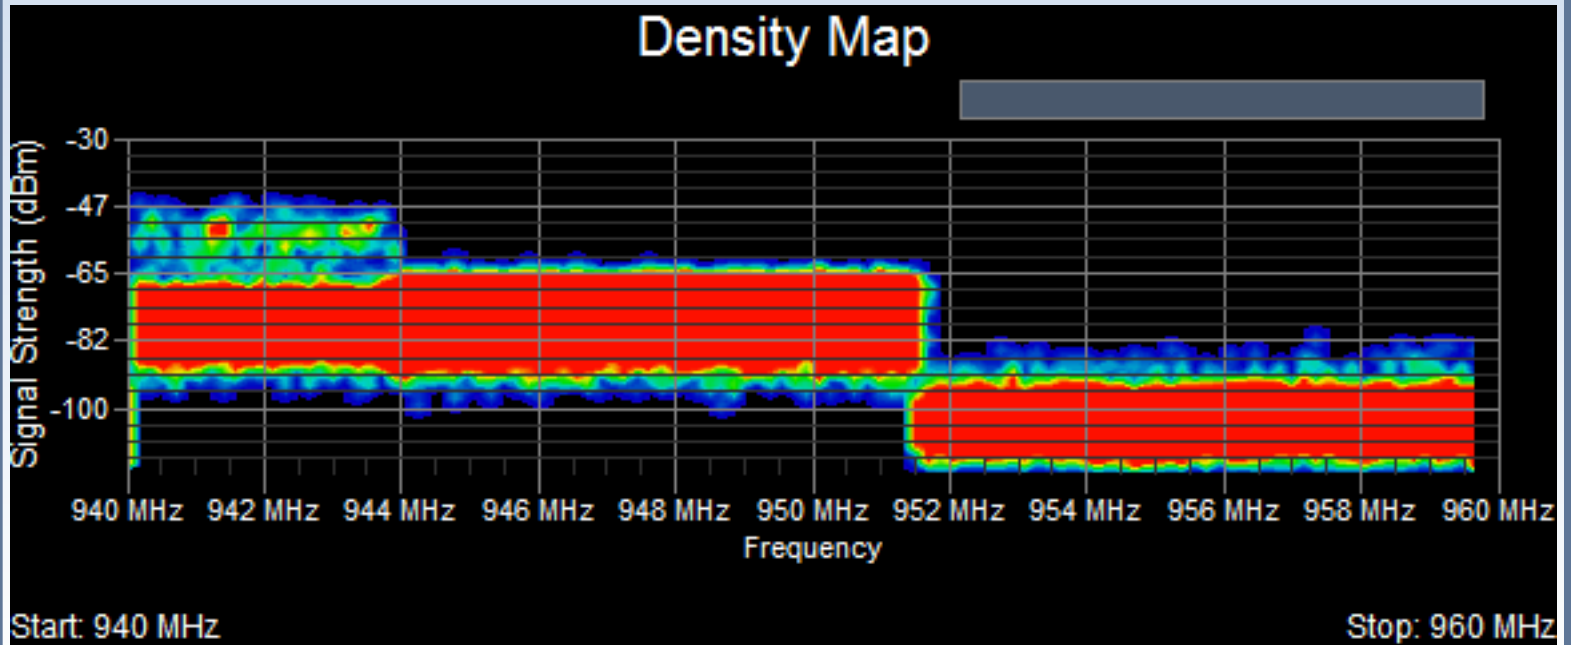 Density Map
Signal Strength (dBm)
-30
-47
-65
-82
-100
940 MHz 942 MHz 944 MHz 946 MHz 948 MHz 950 MHz 952 MHz 954 MHz 956 MHz 958 MHz 960 MHz
Frequency
Start: 940 MHz Stop: 960 MHz